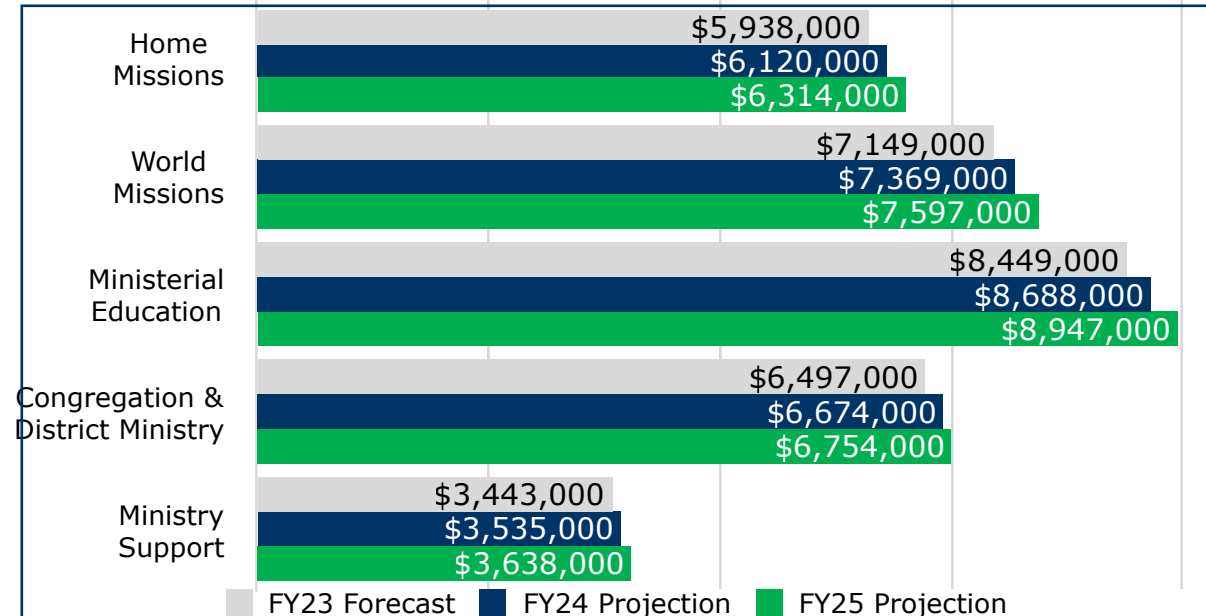 Home
Missions
$5,938,000
$6,120,000
$6,314,000
World
Missions
$7,149,000
$7,369,000
$7,597,000
Ministerial
Education
$8,449,000
$8,688,000
$8,947,000
Congregation &
District Ministry
$6,497,000
$6,674,000
$6,754,000
Ministry
Support
$3,443,000
$3,535,000
$3,638,000
FY23 Forecast FY24 Projection FY25 Projection